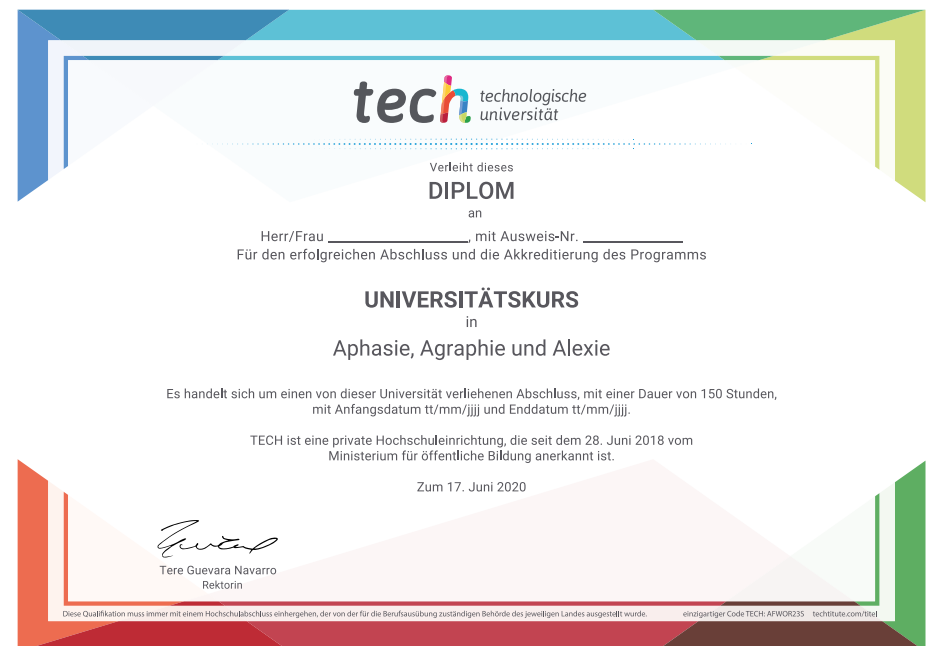 tech technologische
universität
Verleiht dieses
DIPLOM
an
Herr/Frau ____________________, mit Ausweis-Nr. ______________
Für den erfolgreichen Abschluss und die Akkreditierung des Programms
UNIVERSITÄTSKURS
in
Aphasie, Agraphie und Alexie
Es handelt sich um einen von dieser Universität verliehenen Abschluss, mit einer Dauer von 150 Stunden,
mit Anfangsdatum tt/mm/jjjj und Enddatum tt/mm/jjjj.
TECH ist eine private Hochschuleinrichtung, die seit dem 28. Juni 2018 vom
Ministerium für öffentliche Bildung anerkannt ist.
Zum 17. Juni 2020
Tere Guevara Navarro
Rektorin
Diese Qualifikation muss immer mit einem Hochschulabschluss einhergehen, der von der für die Berufsausübung zuständigen Behörde des jeweiligen Landes ausgestellt wurde. einzigartiger Code TECH: AFWOR23S techtitute.com/titel